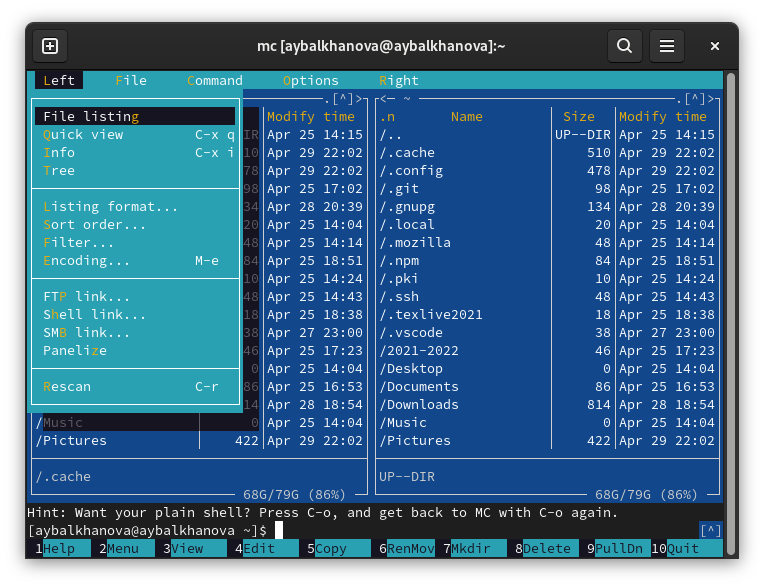 mc [aybalkhanova@aybalkhanova]:~
Left File Command Options Right
.[^]> <- ~ .[^]>
File listing Modify time .n Name Size Modify time
Quick view C-x q IR Apr 25 14:15 /.. UP--DIR Apr 25 14:15
Info C-x i 10 Apr 29 22:02 /.cache 510 Apr 29 22:02
Tree 78 Apr 29 22:02 /.config 478 Apr 29 22:02
98 Apr 25 17:02 /.git 98 Apr 25 17:02
Listing format... 34 Apr 28 20:39 /.gnupg 134 Apr 28 20:39
Sort order... 20 Apr 25 14:04 /.local 20 Apr 25 14:04
Filter... 48 Apr 25 14:14 /.mozilla 48 Apr 25 14:14
Encoding... M-e 84 Apr 25 18:51 /.npm 84 Apr 25 18:51
10 Apr 25 14:24 /.pki 10 Apr 25 14:24
FTP link... 48 Apr 25 14:43 /.ssh 48 Apr 25 14:43
Shell link... 18 Apr 25 18:38 /.texlive2021 18 Apr 25 18:38
SMB link... 38 Apr 27 23:00 /.vscode 38 Apr 27 23:00
Panelize 46 Apr 25 17:23 /2021-2022 46 Apr 25 17:23
0 Apr 25 14:04 /Desktop 0 Apr 25 14:04
Rescan C-r 86 Apr 25 16:53 /Documents 86 Apr 25 16:53
14 Apr 28 18:54 /Downloads 814 Apr 28 18:54
/Music 0 Apr 25 14:04 /Music 0 Apr 25 14:04
/Pictures 422 Apr 29 22:02 /Pictures 422 Apr 29 22:02
/.cache UP--DIR
68G/79G (86%) 68G/79G (86%)
Hint: Want your plain shell? Press C-o, and get back to MC with C-o again.
[aybalkhanova@aybalkhanova ~]$ [^]
1Help 2Menu 3View 4Edit 5Copy 6RenMov 7Mkdir 8Delete 9PullDn 10Quit